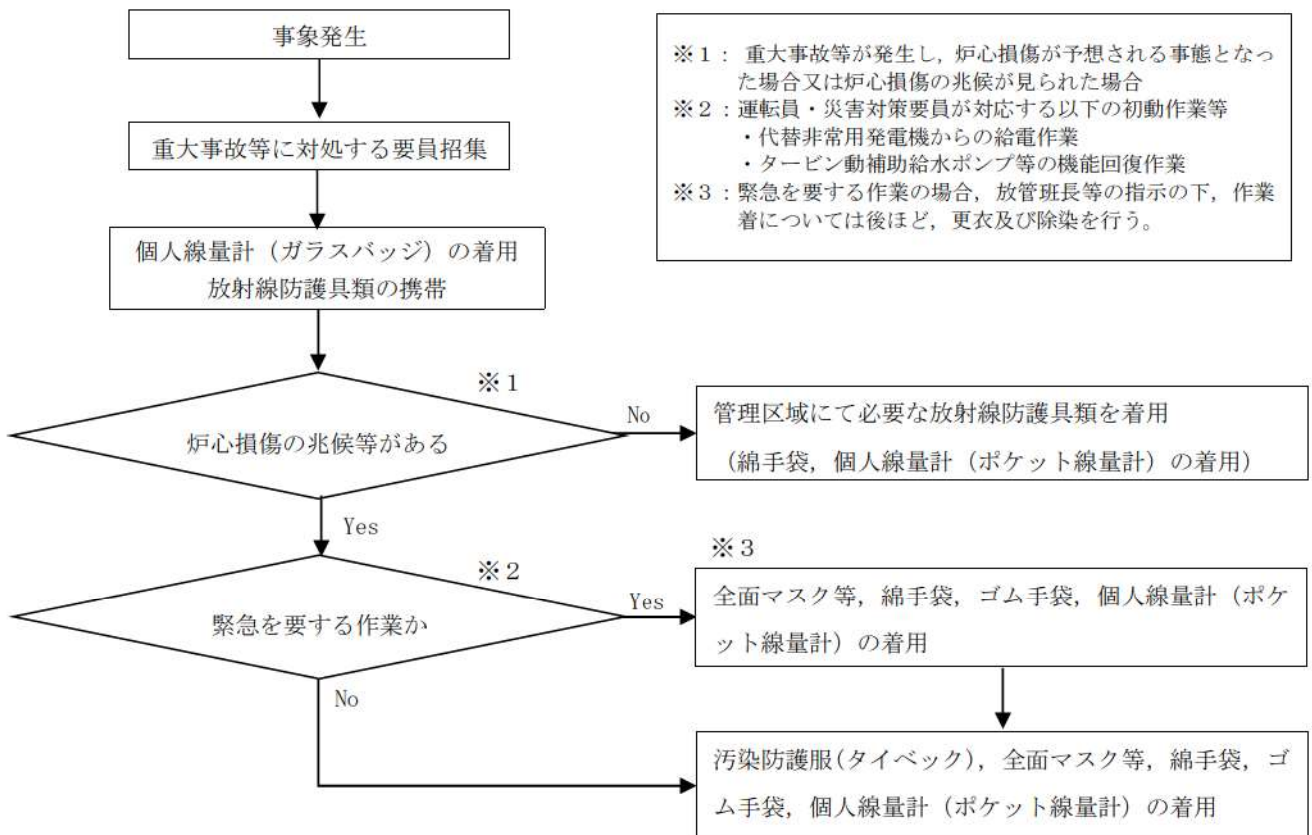 事象発生
重大事故等に対処する要員招集
個人線量計（ガラスバッジ）の着用
放射線防護具類の携帯
※１： 重大事故等が発生し，炉心損傷が予想される事態となっ
た場合又は炉心損傷の兆候が見られた場合
※２：運転員・災害対策要員が対応する以下の初動作業等
・代替非常用発電機からの給電作業
・タービン動補助給水ポンプ等の機能回復作業
※３：緊急を要する作業の場合，放管班長等の指示の下，作業
着については後ほど，更衣及び除染を行う。
※１
炉心損傷の兆候等がある
No
管理区域にて必要な放射線防護具類を着用
（綿手袋，個人線量計（ポケット線量計）の着用）
Yes
※２
緊急を要する作業か
Yes
※３
全面マスク等，綿手袋，ゴム手袋，個人線量計（ポケ
ット線量計）の着用
No
汚染防護服(タイベック)，全面マスク等，綿手袋，ゴ
ム手袋，個人線量計（ポケット線量計）の着用